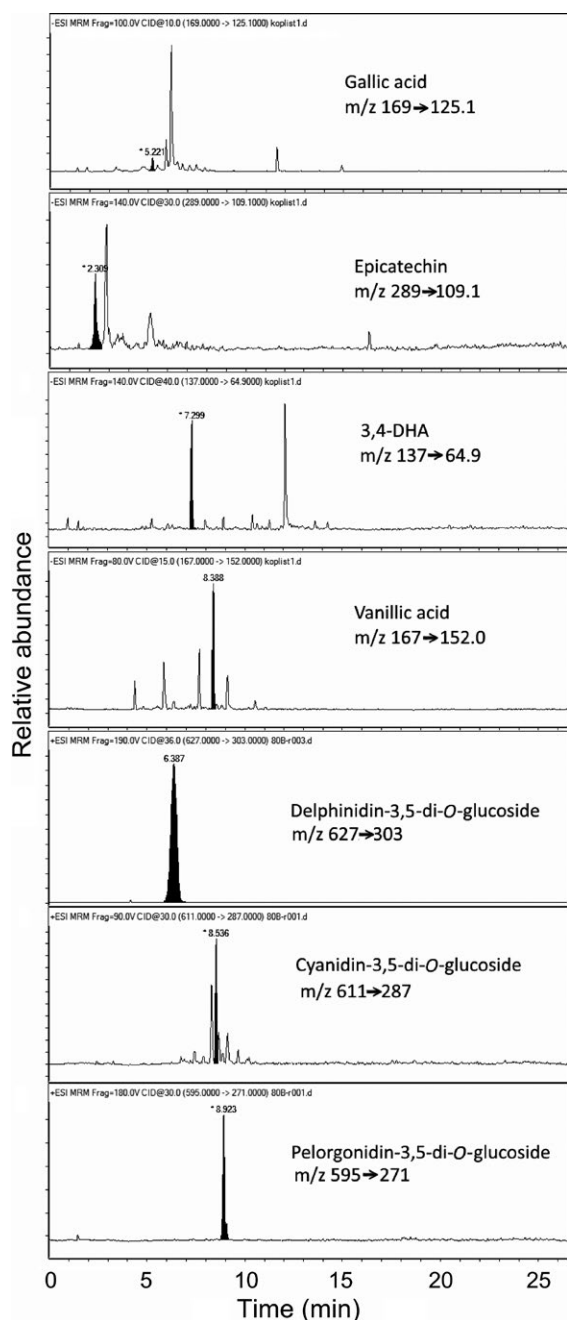 -ESI MRM Frag=100.0V CID@10.0 (169.0000 -> 125.1000) koplist1.d
Gallic acid
m/z 169→125.1
* 5.221
-ESI MRM Frag=140.0V CID@30.0 (289.0000 -> 109.1000) koplist1.d
Epicatechin
m/z 289→109.1
* 2.309
-ESI MRM Frag=140.0V CID@40.0 (137.0000 -> 64.9000) koplist1.d
3,4-DHA
m/z 137→64.9
* 7.299
-ESI MRM Frag=80.0V CID@15.0 (167.0000 -> 152.0000) koplist1.d
Vanillic acid
m/z 167→152.0
8.388
Relative abundance
+ESI MRM Frag=190.0V CID@36.0 (627.0000 -> 303.0000) 80B-r003.d
6.387
Delphinidin-3,5-di-O-glucoside
m/z 627→303
+ESI MRM Frag=90.0V CID@30.0 (611.0000 -> 287.0000) 80B-r001.d
* 8.536
Cyanidin-3,5-di-O-glucoside
m/z 611→287
+ESI MRM Frag=180.0V CID@30.0 (595.0000 -> 271.0000) 80B-r001.d
* 8.923
Pelorgonidin-3,5-di-O-glucoside
m/z 595→271
0 5 10 15 20 25
Time (min)